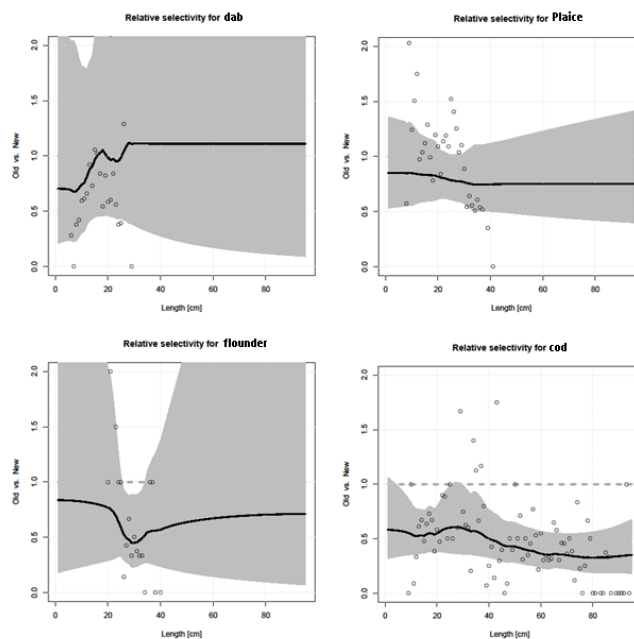 Relative selectivity for dab
Old vs. New
2.0
1.5
1.0
0.5
0.0
0 20 40 60 80
Length [cm]
Relative selectivity for Plaice
Old vs. New
2.0
1.5
1.0
0.5
0.0
0 20 40 60 80
Length [cm]
Relative selectivity for flounder
Old vs. New
2.0
1.5
1.0
0.5
0.0
0 20 40 60 80
Length [cm]
Relative selectivity for cod
Old vs. New
2.0
1.5
1.0
0.5
0.0
0 20 40 60 80
Length [cm]